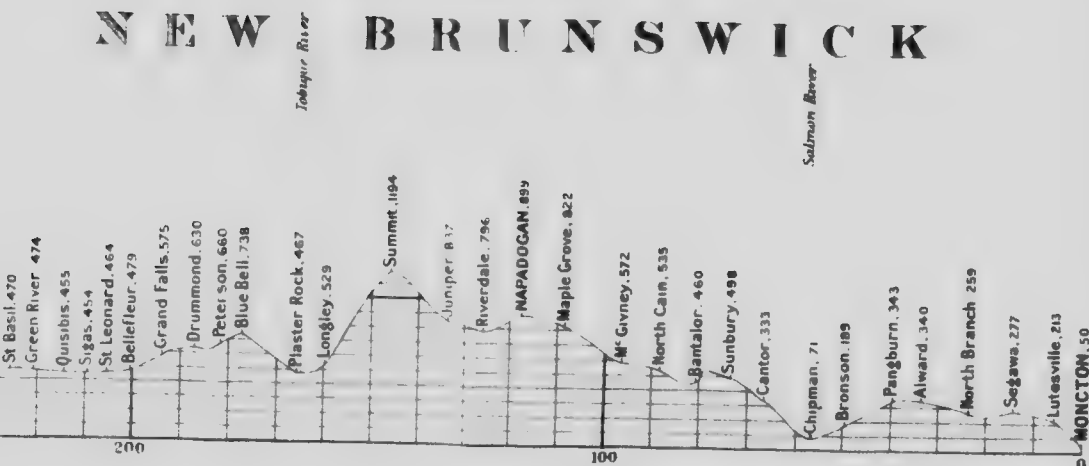 NEW BRUNSWICK
Tobique River
Salmon River
St Basil. 470
Green River 474
Quisibis. 455
Sigas. 454
St Leonard. 464
Bellefleur. 479
Grand Falls. 575
Drummond. 630
Peterson. 660
Blue Bell. 738
Plaster Rock. 467
Longley. 529
Summit. 1194
Juniper 837
Riverdale. 796
NAPADOGAN. 899
Maple Grove. 822
Mc Givney. 572
North Cain. 535
Bantalor. 460
Sunbury. 498
Cantor. 333
Chipman. 71
Bronson. 189
Pangburn. 343
Alward. 340
North Branch 259
Segawa. 277
Lutesville. 213
MONCTON. 50
200
100
0